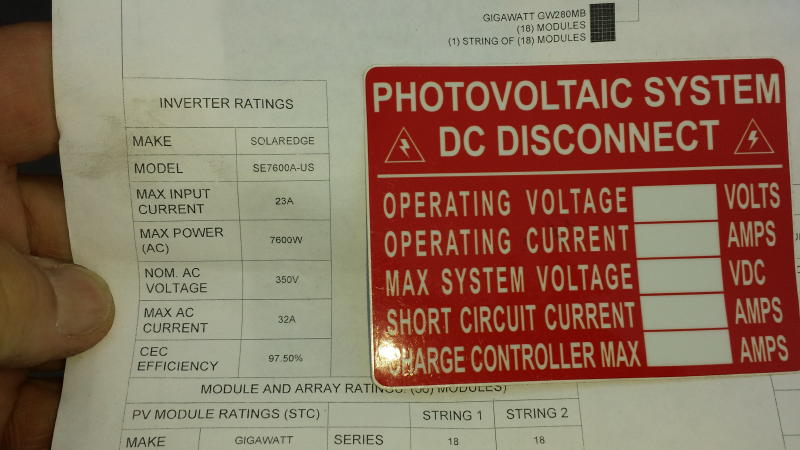 GIGAWATT GW280MB
(18) MODULES
(1) STRING OF (18) MODULES
INVERTER RATINGS
MAKE SOLAREDGE
MODEL SE7600A-US
MAX INPUT CURRENT 23A
MAX POWER (AC) 7600W
NOM. AC VOLTAGE 350V
MAX AC CURRENT 32A
CEC EFFICIENCY 97.50%
MODULE AND ARRAY RATINGS (36) MODULES)
PV MODULE RATINGS (STC) STRING 1 STRING 2
MAKE GIGAWATT SERIES 18 18
PHOTOVOLTAIC SYSTEM
DC DISCONNECT
OPERATING VOLTAGE VOLTS
OPERATING CURRENT AMPS
MAX SYSTEM VOLTAGE VDC
SHORT CIRCUIT CURRENT AMPS
CHARGE CONTROLLER MAX AMPS